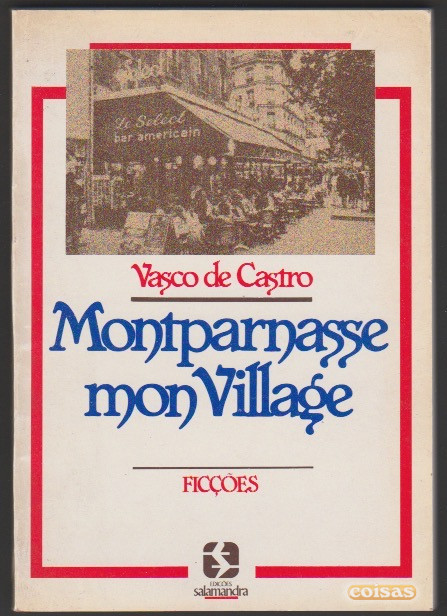 Le Select
bar americain
Vasco de Castro
Montparnasse
mon Village
FICÇÕES
EDIÇÕES
salamandra
coisas